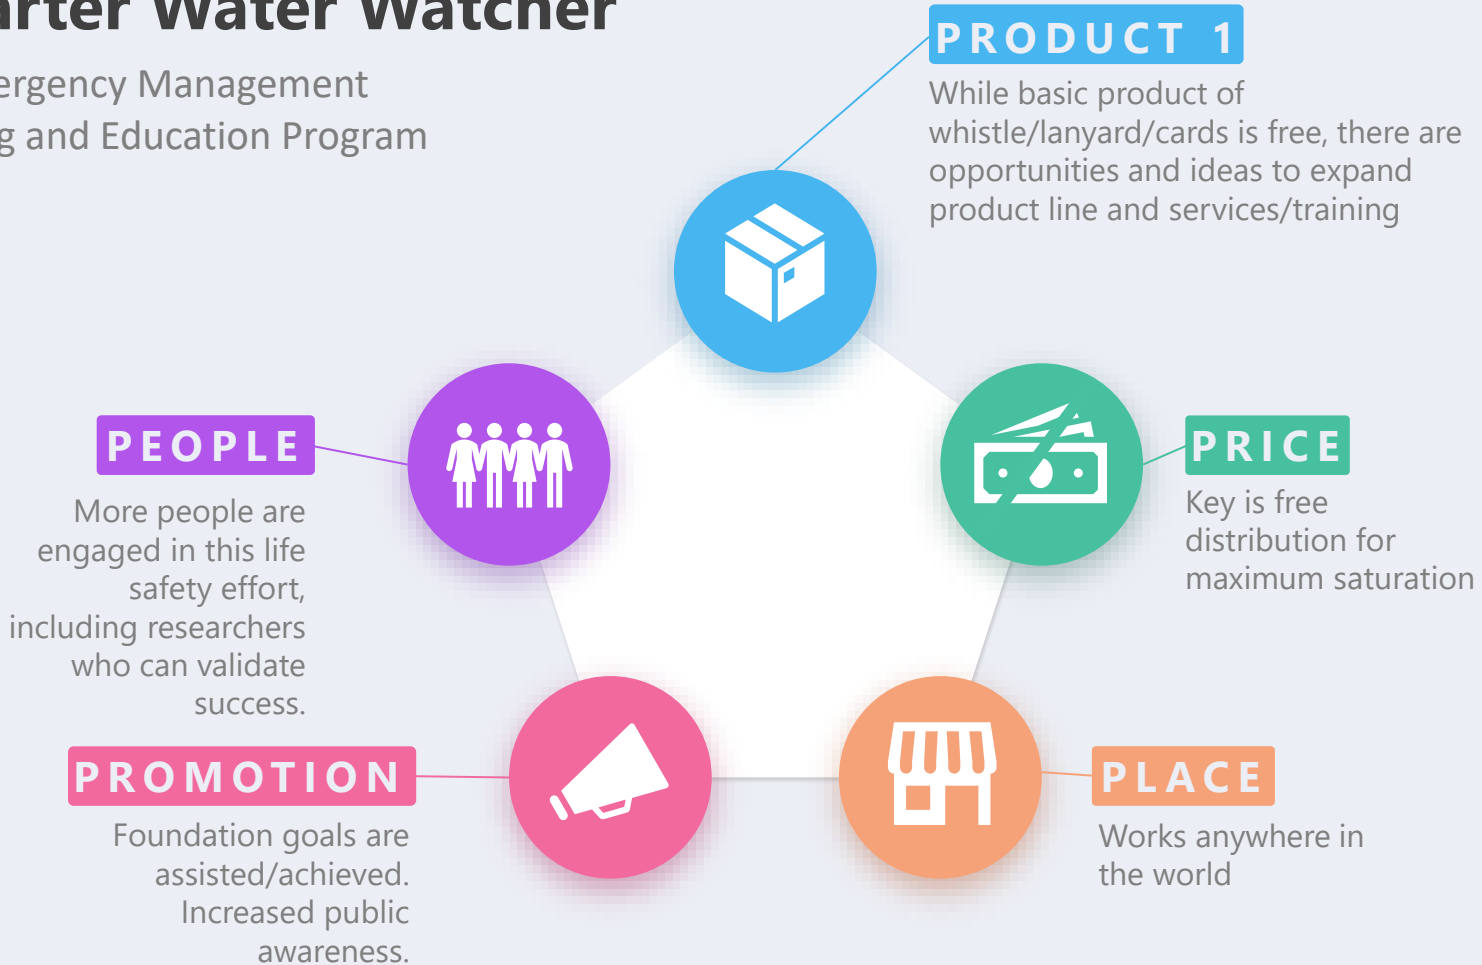 arter Water Watcher
ergency Management
g and Education Program
PRODUCT 1
While basic product of
whistle/lanyard/cards is free, there are
opportunities and ideas to expand
product line and services/training
PEOPLE
More people are
engaged in this life
safety effort,
including researchers
who can validate
success.
PRICE
Key is free
distribution for
maximum saturation
PROMOTION
Foundation goals are
assisted/achieved.
Increased public
awareness.
PLACE
Works anywhere in
the world